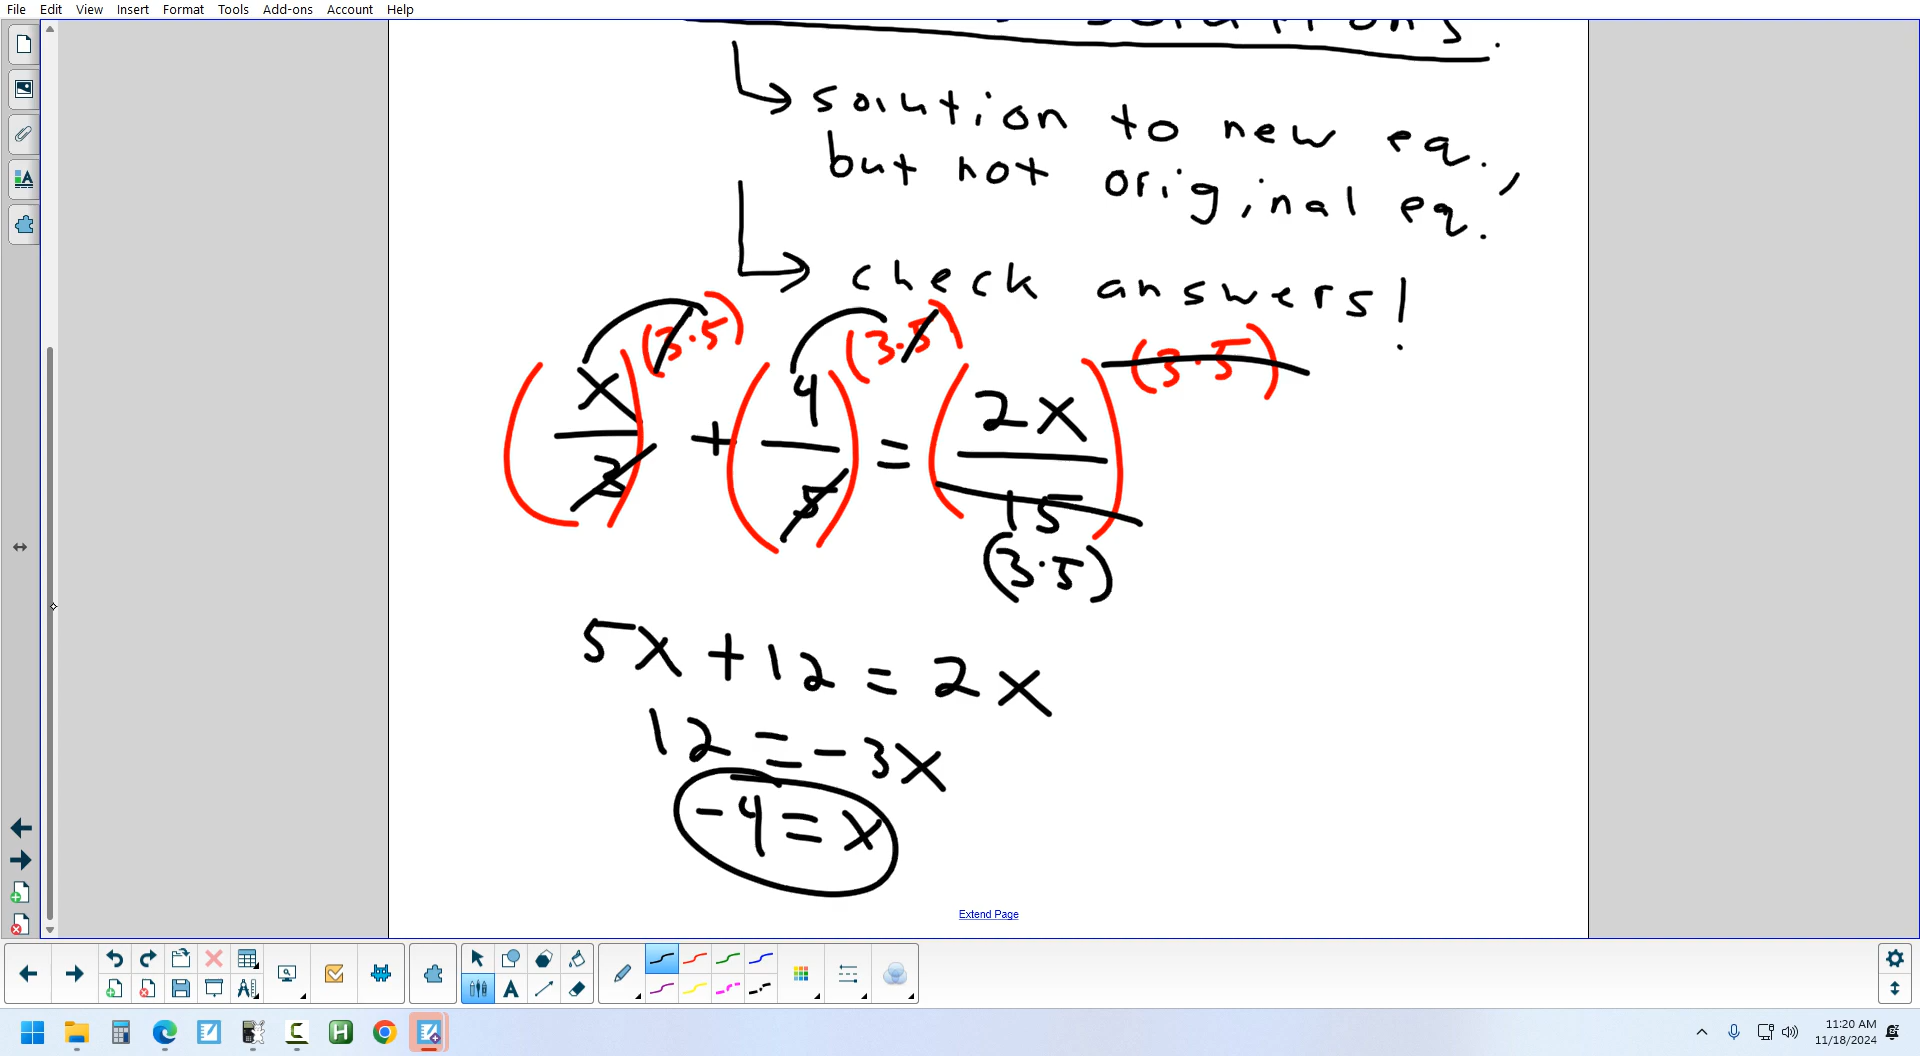 File Edit View Insert Format Tools Add-ons Account Help
solutions.
solution to new eq.,
but not original eq.
check answers!
(3·5) (3·5) (3·5)
(x/3) + (4/5) = (2x/15)
(3·5)
5x + 12 = 2x
12 = -3x
-4 = x
Extend Page
A
11:20 AM
11/18/2024